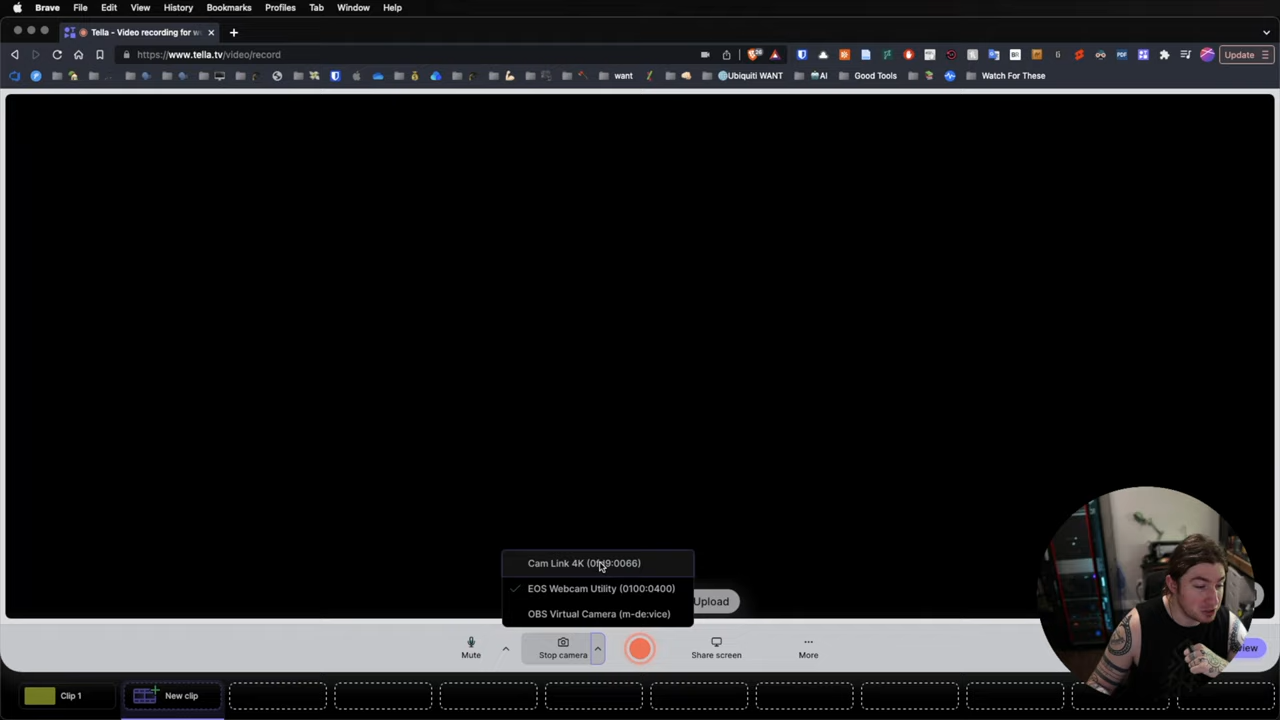 Brave File Edit View History Bookmarks Profiles Tab Window Help
Tella - Video recording for w
https://www.tella.tv/video/record
Update
want
Ubiquiti WANT
AI
Good Tools
Watch For These
Cam Link 4K
EOS Webcam Utility (0100:0400)
OBS Virtual Camera (m-de:vice)
Upload
Mute
Stop camera
Share screen
More
Clip 1
New clip